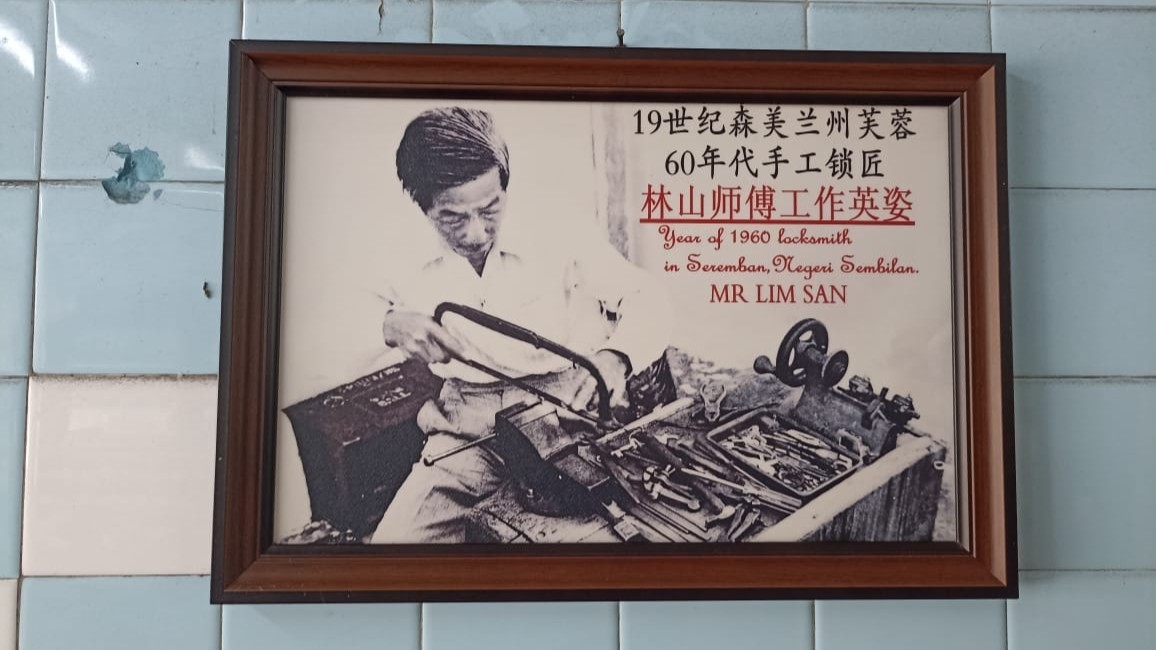 19世纪森美兰州芙蓉
60年代手工锁匠
林山师傅工作英姿
Year of 1960 locksmith
in Seremban, Negeri Sembilan.
MR LIM SAN